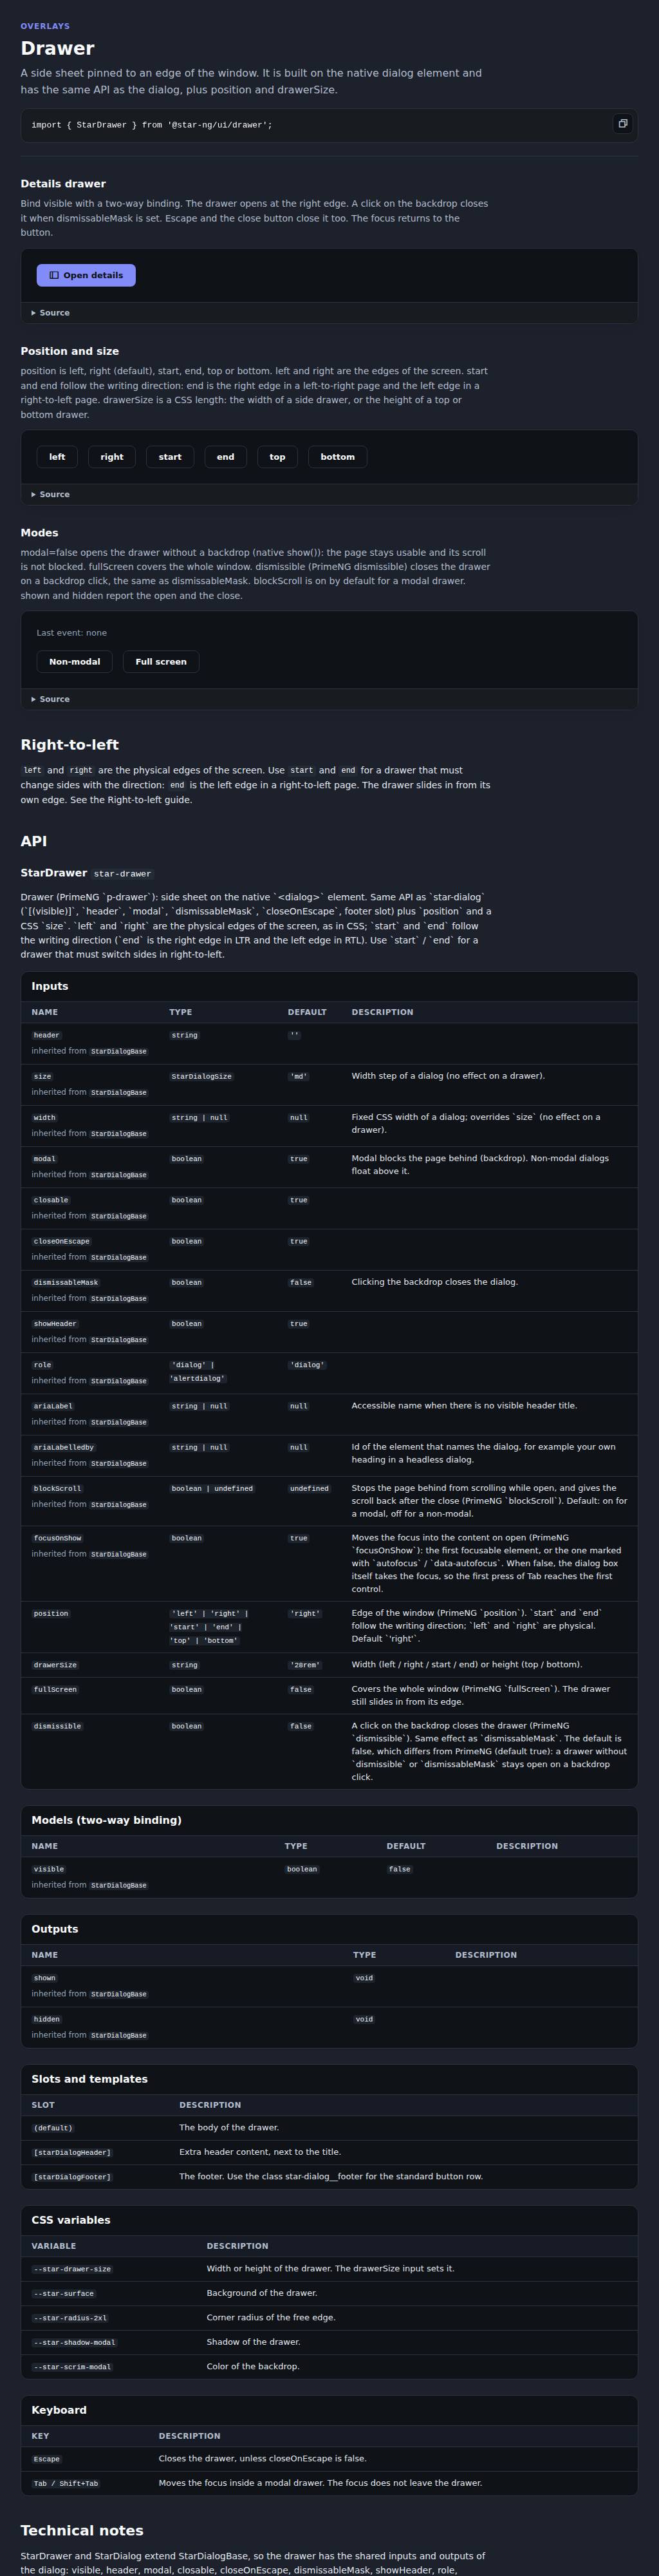 OVERLAYS
Drawer
A side sheet pinned to an edge of the window. It is built on the native dialog element and
has the same API as the dialog, plus position and drawerSize.
import { StarDrawer } from '@star-ng/ui/drawer';
Details drawer
Bind visible with a two-way binding. The drawer opens at the right edge. A click on the backdrop closes
it when dismissableMask is set. Escape and the close button close it too. The focus returns to the
button.
Open details
Source
Position and size
position is left, right (default), start, end, top or bottom. left and right are the edges of the screen. start
and end follow the writing direction: end is the right edge in a left-to-right page and the left edge in a
right-to-left page. drawerSize is a CSS length: the width of a side drawer, or the height of a top or
bottom drawer.
left right start end top bottom
Source
Modes
modal=false opens the drawer without a backdrop (native show()): the page stays usable and its scroll
is not blocked. fullScreen covers the whole window. dismissible (PrimeNG dismissible) closes the drawer
on a backdrop click, the same as dismissableMask. blockScroll is on by default for a modal drawer.
shown and hidden report the open and the close.
Last event: none
Non-modal Full screen
Source
Right-to-left
left and right are the physical edges of the screen. Use start and end for a drawer that must
change sides with the direction: end is the left edge in a right-to-left page. The drawer slides in from its
own edge. See the Right-to-left guide.
API
StarDrawer star-drawer
Drawer (PrimeNG `p-drawer`): side sheet on the native `<dialog>` element. Same API as `star-dialog`
(`[(visible)]`, `header`, `modal`, `dismissableMask`, `closeOnEscape`, footer slot) plus `position` and a
CSS `size`. `left` and `right` are the physical edges of the screen, as in CSS; `start` and `end` follow
the writing direction (`end` is the right edge in LTR and the left edge in RTL). Use `start` / `end` for a
drawer that must switch sides in right-to-left.
Inputs
NAME TYPE DEFAULT DESCRIPTION
header string ''
inherited from StarDialogBase
size StarDialogSize 'md' Width step of a dialog (no effect on a drawer).
inherited from StarDialogBase
width string | null null Fixed CSS width of a dialog; overrides `size` (no effect on a
drawer).
inherited from StarDialogBase
modal boolean true Modal blocks the page behind (backdrop). Non-modal dialogs
float above it.
inherited from StarDialogBase
closable boolean true
inherited from StarDialogBase
closeOnEscape boolean true
inherited from StarDialogBase
dismissableMask boolean false Clicking the backdrop closes the dialog.
inherited from StarDialogBase
showHeader boolean true
inherited from StarDialogBase
role 'dialog' | 'dialog'
'alertdialog'
inherited from StarDialogBase
ariaLabel string | null null Accessible name when there is no visible header title.
inherited from StarDialogBase
ariaLabelledby string | null null Id of the element that names the dialog, for example your own
heading in a headless dialog.
inherited from StarDialogBase
blockScroll boolean | undefined undefined Stops the page behind from scrolling while open, and gives the
scroll back after the close (PrimeNG `blockScroll`). Default: on for
a modal, off for a non-modal.
inherited from StarDialogBase
focusOnShow boolean true Moves the focus into the content on open (PrimeNG
`focusOnShow`): the first focusable element, or the one marked
with `autofocus` / `data-autofocus`. When false, the dialog box
itself takes the focus, so the first press of Tab reaches the first
control.
inherited from StarDialogBase
position 'left' | 'right' | 'right' Edge of the window (PrimeNG `position`). `start` and `end`
'start' | 'end' | follow the writing direction; `left` and `right` are physical.
'top' | 'bottom' Default `'right'`.
drawerSize string '28rem' Width (left / right / start / end) or height (top / bottom).
fullScreen boolean false Covers the whole window (PrimeNG `fullScreen`). The drawer
still slides in from its edge.
dismissible boolean false A click on the backdrop closes the drawer (PrimeNG
`dismissible`). Same effect as `dismissableMask`. The default is
false, which differs from PrimeNG (default true): a drawer without
`dismissible` or `dismissableMask` stays open on a backdrop
click.
Models (two-way binding)
NAME TYPE DEFAULT DESCRIPTION
visible boolean false
inherited from StarDialogBase
Outputs
NAME TYPE DESCRIPTION
shown void
inherited from StarDialogBase
hidden void
inherited from StarDialogBase
Slots and templates
SLOT DESCRIPTION
(default) The body of the drawer.
[starDialogHeader] Extra header content, next to the title.
[starDialogFooter] The footer. Use the class star-dialog__footer for the standard button row.
CSS variables
VARIABLE DESCRIPTION
--star-drawer-size Width or height of the drawer. The drawerSize input sets it.
--star-surface Background of the drawer.
--star-radius-2xl Corner radius of the free edge.
--star-shadow-modal Shadow of the drawer.
--star-scrim-modal Color of the backdrop.
Keyboard
KEY DESCRIPTION
Escape Closes the drawer, unless closeOnEscape is false.
Tab / Shift+Tab Moves the focus inside a modal drawer. The focus does not leave the drawer.
Technical notes
StarDrawer and StarDialog extend StarDialogBase, so the drawer has the shared inputs and outputs of
the dialog: visible, header, modal, closable, closeOnEscape, dismissableMask, showHeader, role,